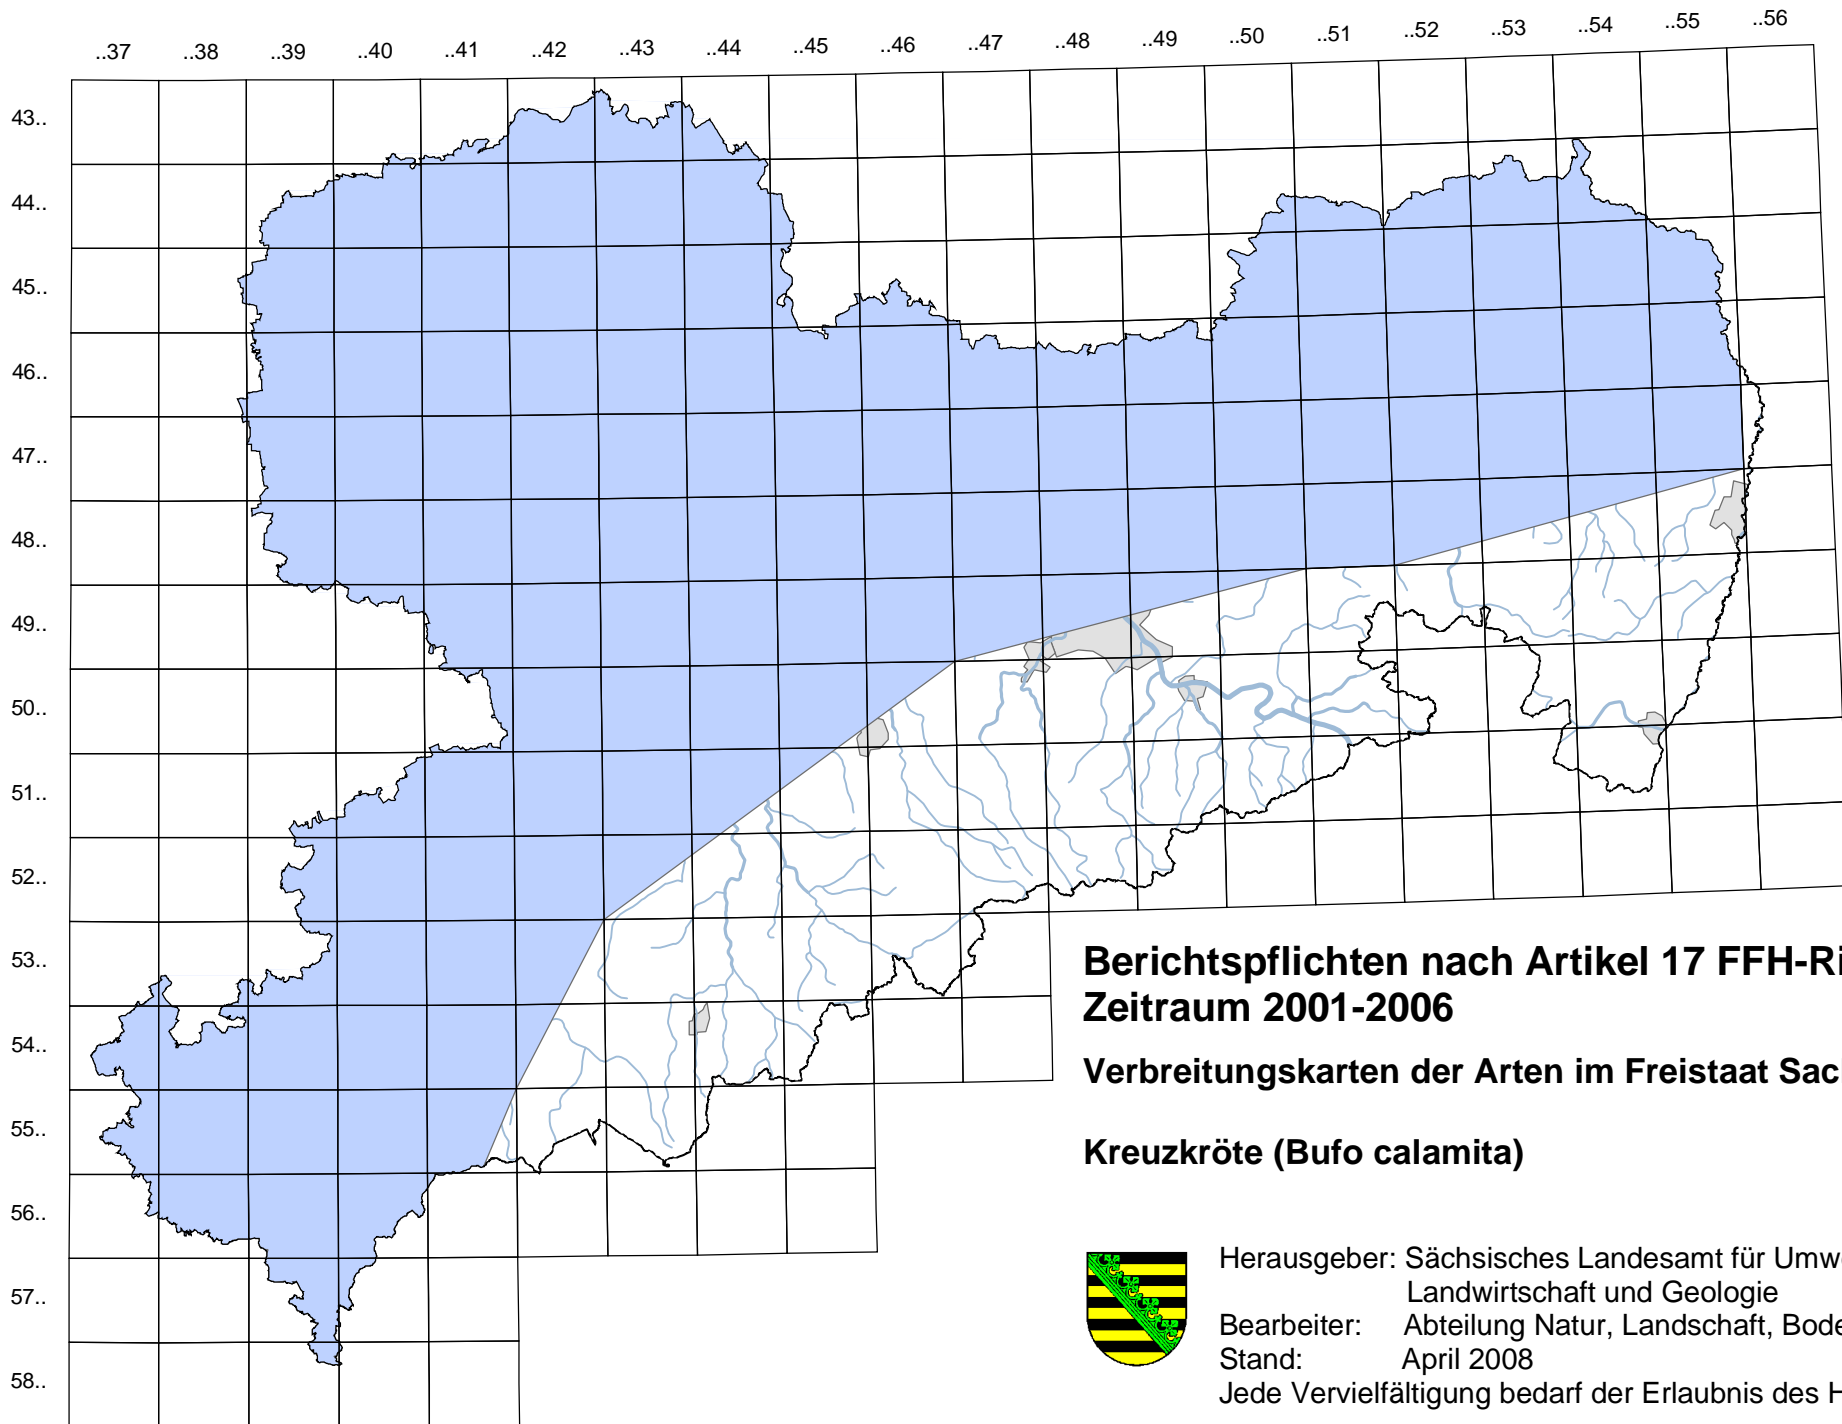 ..37 ..38 ..39 ..40 ..41 ..42 ..43 ..44 ..45 ..46 ..47 ..48 ..49 ..50 ..51 ..52 ..53 ..54 ..55 ..56
43..
44..
45..
46..
47..
48..
49..
50..
51..
52..
53..
54..
55..
56..
57..
58..
Berichtspflichten nach Artikel 17 FFH-Ri
Zeitraum 2001-2006
Verbreitungskarten der Arten im Freistaat Sac
Kreuzkröte (Bufo calamita)
Herausgeber: Sächsisches Landesamt für Umw
Landwirtschaft und Geologie
Bearbeiter: Abteilung Natur, Landschaft, Bode
Stand: April 2008
Jede Vervielfältigung bedarf der Erlaubnis des H